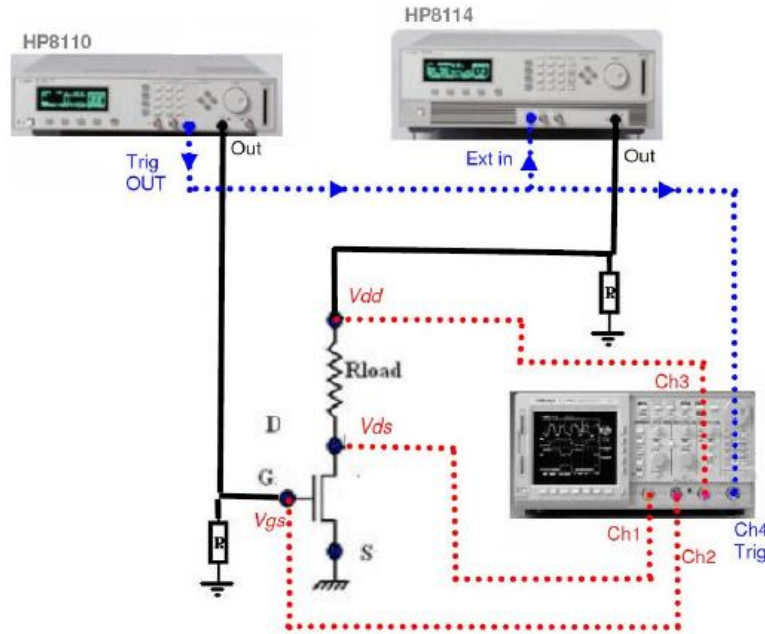 HP8110
HP8114
Trig
OUT
Out
Ext in
Out
R
Vdd
Rload
Ch3
D
Vds
G
Vgs
R
S
Ch1
Ch2
Ch4
Trig